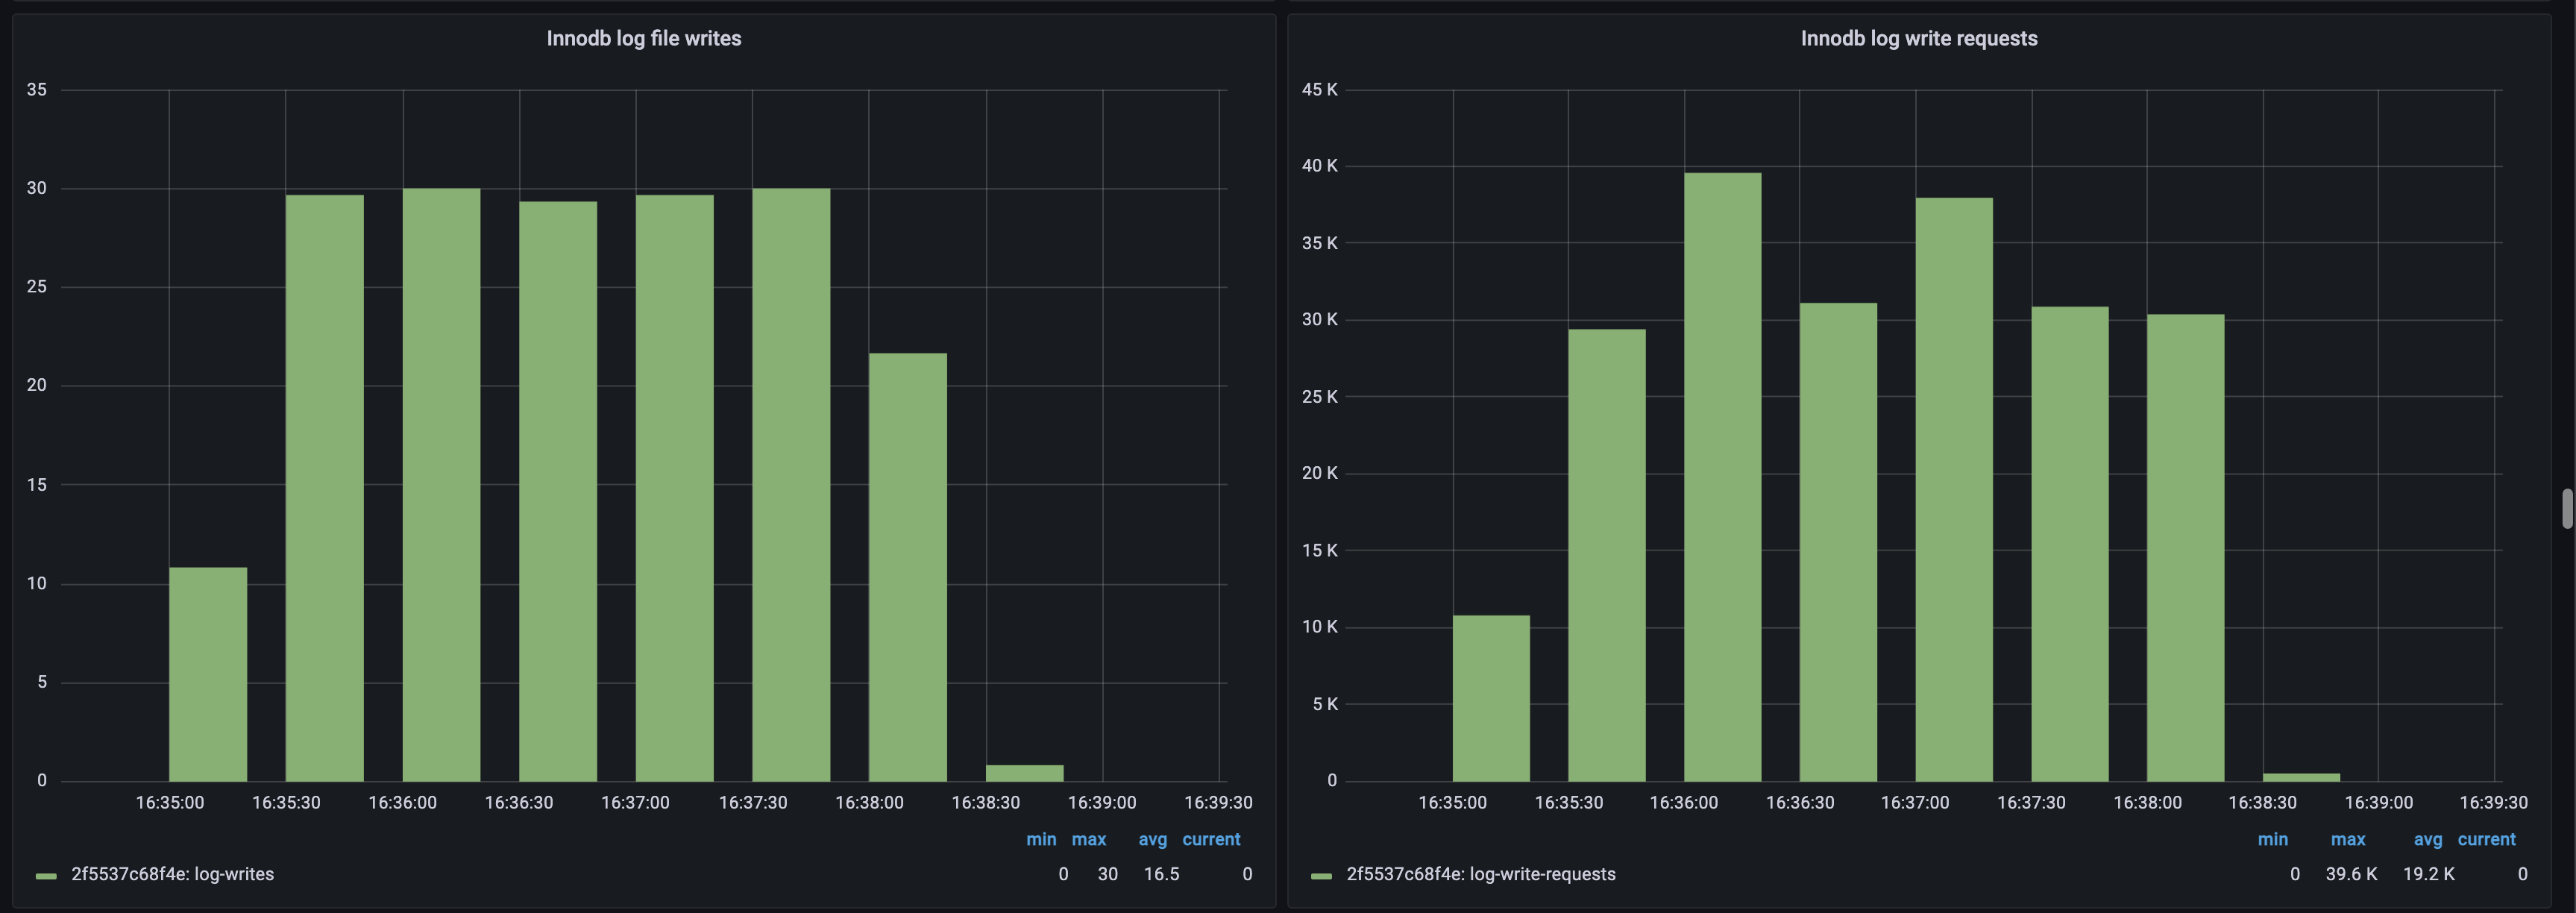 Innodb log file writes
35
30
25
20
15
10
5
0
16:35:00 16:35:30 16:36:00 16:36:30 16:37:00 16:37:30 16:38:00 16:38:30 16:39:00 16:39:30
min max avg current
2f5537c68f4e: log-writes 0 30 16.5 0
Innodb log write requests
45 K
40 K
35 K
30 K
25 K
20 K
15 K
10 K
5 K
0
16:35:00 16:35:30 16:36:00 16:36:30 16:37:00 16:37:30 16:38:00 16:38:30 16:39:00 16:39:30
min max avg current
2f5537c68f4e: log-write-requests 0 39.6 K 19.2 K 0